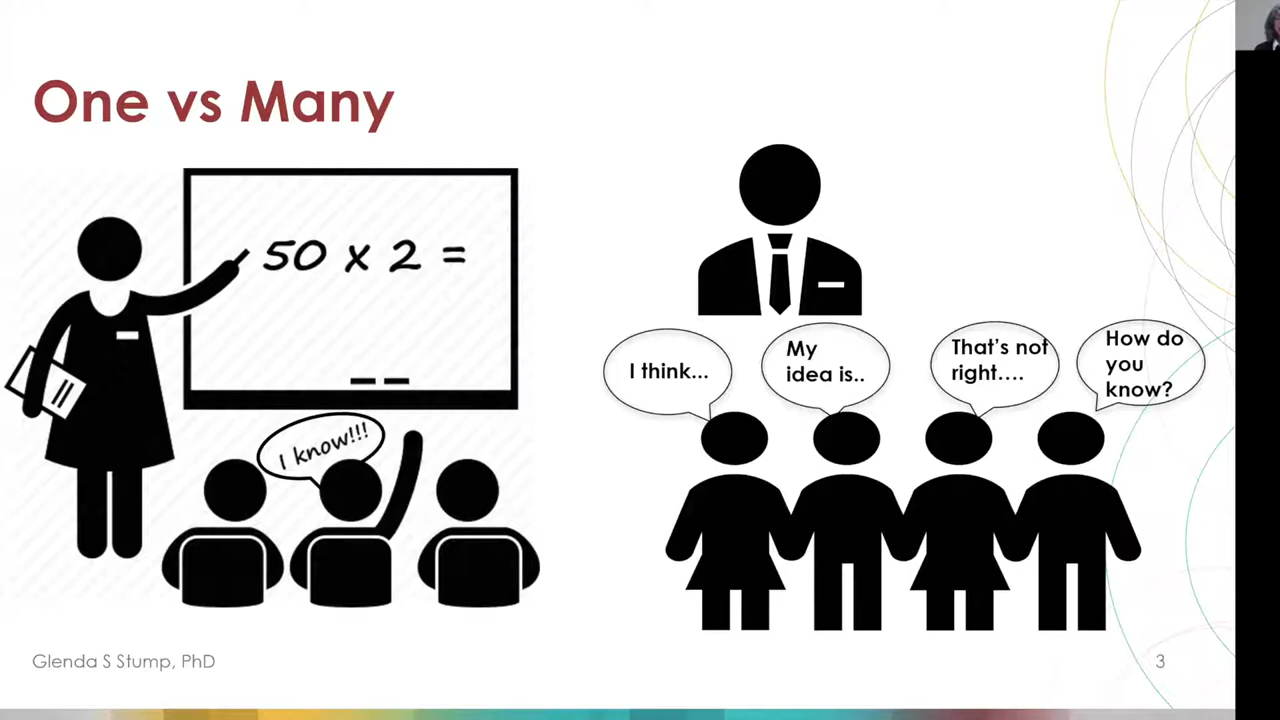 One vs Many
50 x 2 =
I know!!!
I think...
My
idea is..
That's not
right....
How do
you
know?
Glenda S Stump, PhD
3